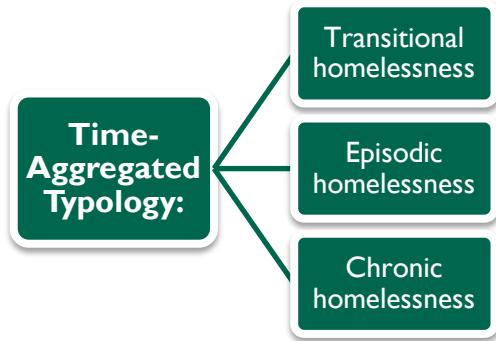 Time-
Aggregated
Typology:
Transitional
homelessness
Episodic
homelessness
Chronic
homelessness